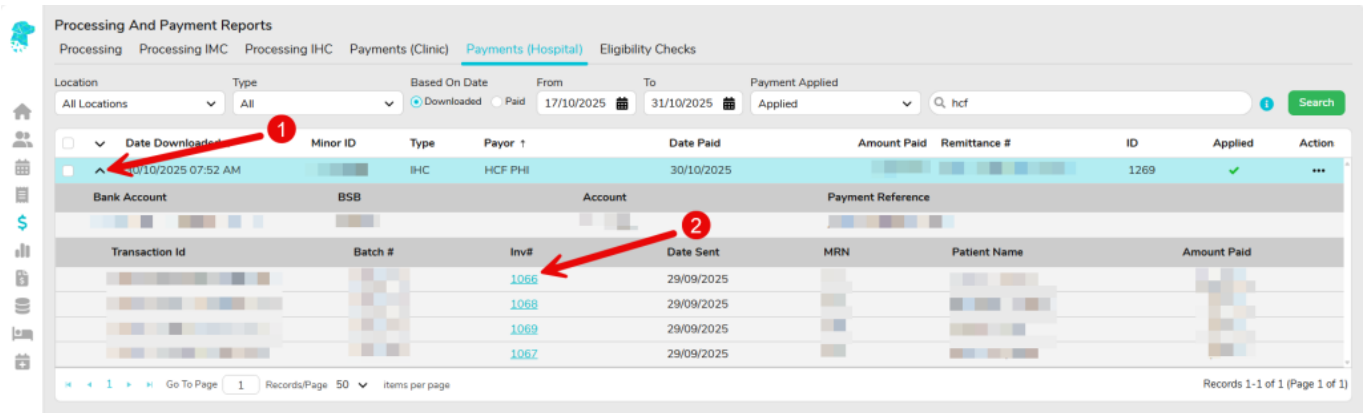 Processing And Payment Reports
Processing Processing IMC Processing IHC Payments (Clinic) Payments (Hospital) Eligibility Checks
Location Type Based On Date From To Payment Applied
All Locations All Downloaded Paid 17/10/2025 31/10/2025 Applied hcf Search
1
Date Downloaded Minor ID Type Payor ↑ Date Paid Amount Paid Remittance # ID Applied Action
30/10/2025 07:52 AM IHC HCF PHI 30/10/2025 1269
Bank Account BSB Account Payment Reference
2
Transaction Id Batch # Inv# Date Sent MRN Patient Name Amount Paid
1066 29/09/2025
1068 29/09/2025
1069 29/09/2025
1067 29/09/2025
1 Go To Page 1 Records/Page 50 items per page Records 1-1 of 1 (Page 1 of 1)